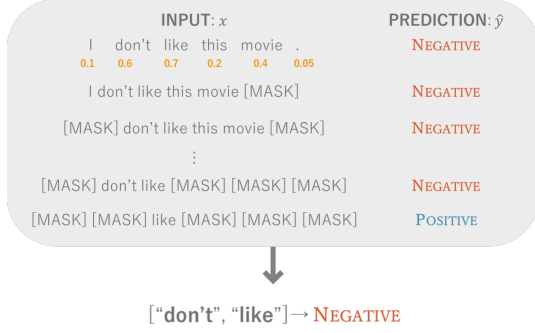 INPUT: x PREDICTION: ŷ
I don't like this movie . NEGATIVE
0.1 0.6 0.7 0.2 0.4 0.05
I don't like this movie [MASK] NEGATIVE
[MASK] don't like this movie [MASK] NEGATIVE
⋮
[MASK] don't like [MASK] [MASK] [MASK] NEGATIVE
[MASK] [MASK] like [MASK] [MASK] [MASK] POSITIVE
["don't", "like"]→ NEGATIVE